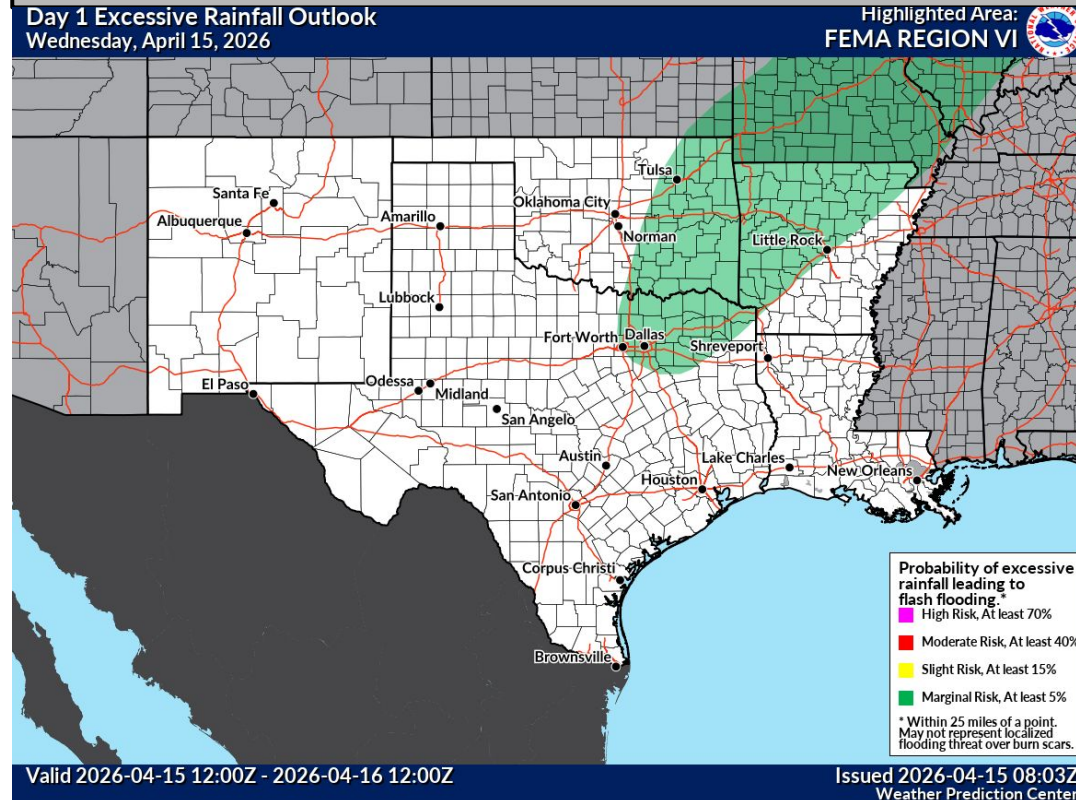 Day 1 Excessive Rainfall Outlook
Wednesday, April 15, 2026
Highlighted Area:
FEMA REGION VI
Tulsa
Santa Fe
Oklahoma City
Albuquerque
Amarillo
Norman
Little Rock
Lubbock
Fort Worth
Dallas
Shreveport
El Paso
Odessa
Midland
San Angelo
Austin
Lake Charles
New Orleans
Houston
San Antonio
Corpus Christi
Brownsville
Probability of excessive
rainfall leading to
flash flooding.*
High Risk, At least 70%
Moderate Risk, At least 40%
Slight Risk, At least 15%
Marginal Risk, At least 5%
* Within 25 miles of a point.
May not represent localized
flooding threat over burn scars.
Valid 2026-04-15 12:00Z - 2026-04-16 12:00Z
Issued 2026-04-15 08:03Z
Weather Prediction Center